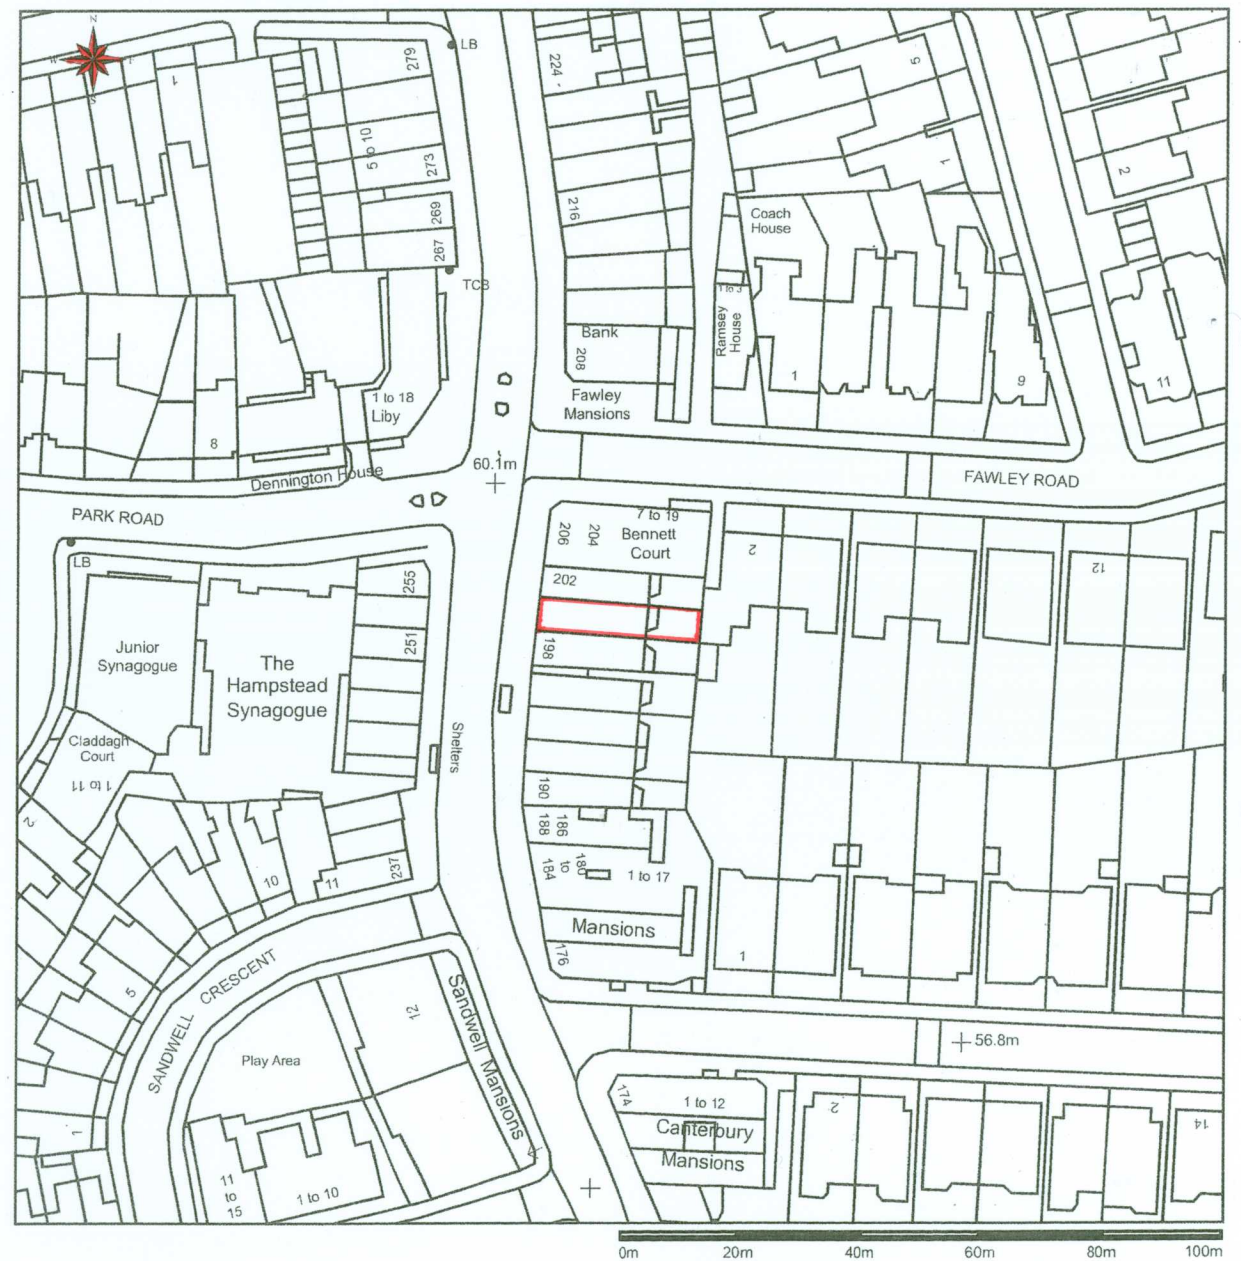 N
W
E
S
LB
279
5 to 10
273
269
267
TCB
1
224
216
Bank
208
Fawley
Mansions
5
1
2
Coach
House
1 to 3
Ramsey
House
1
9
11
1 to 18
Liby
8
Dennington House
60.1m
FAWLEY ROAD
PARK ROAD
LB
7 to 19
Bennett
Court
206
204
202
198
2
12
255
251
Junior
Synagogue
The
Hampstead
Synagogue
Claddagh
Court
1 to 11
2
Shelters
190
188
186
184
to
180
1 to 17
Mansions
176
1
10
11
237
5
SANDWELL CRESCENT
12
Sandwell Mansions
Play Area
56.8m
174
1 to 12
Canterbury
Mansions
2
14
1
11
to
15
1 to 10
0m 20m 40m 60m 80m 100m